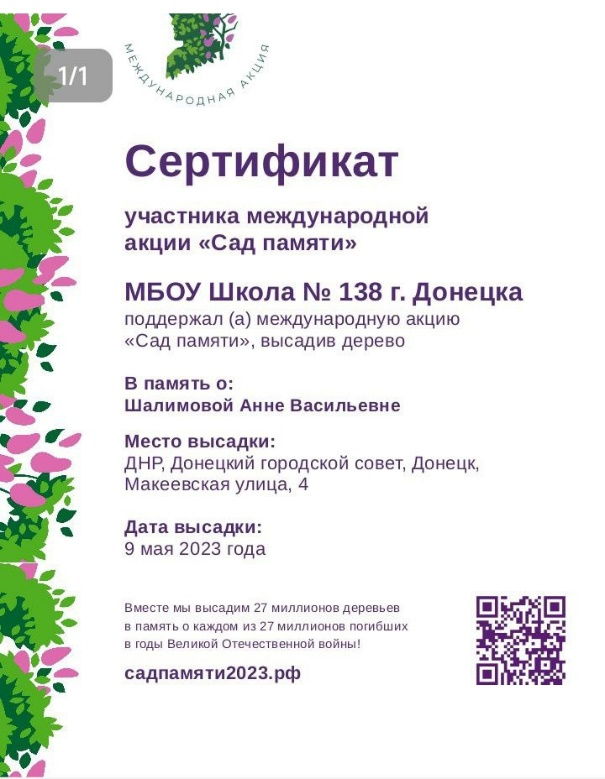 1/1
МЕЖДУНАРОДНАЯ АКЦИЯ
Сертификат
участника международной
акции «Сад памяти»
МБОУ Школа № 138 г. Донецка
поддержал (а) международную акцию
«Сад памяти», высадив дерево
В память о:
Шалимовой Анне Васильевне
Место высадки:
ДНР, Донецкий городской совет, Донецк,
Макеевская улица, 4
Дата высадки:
9 мая 2023 года
Вместе мы высадим 27 миллионов деревьев
в память о каждом из 27 миллионов погибших
в годы Великой Отечественной войны!
садпамяти2023.рф